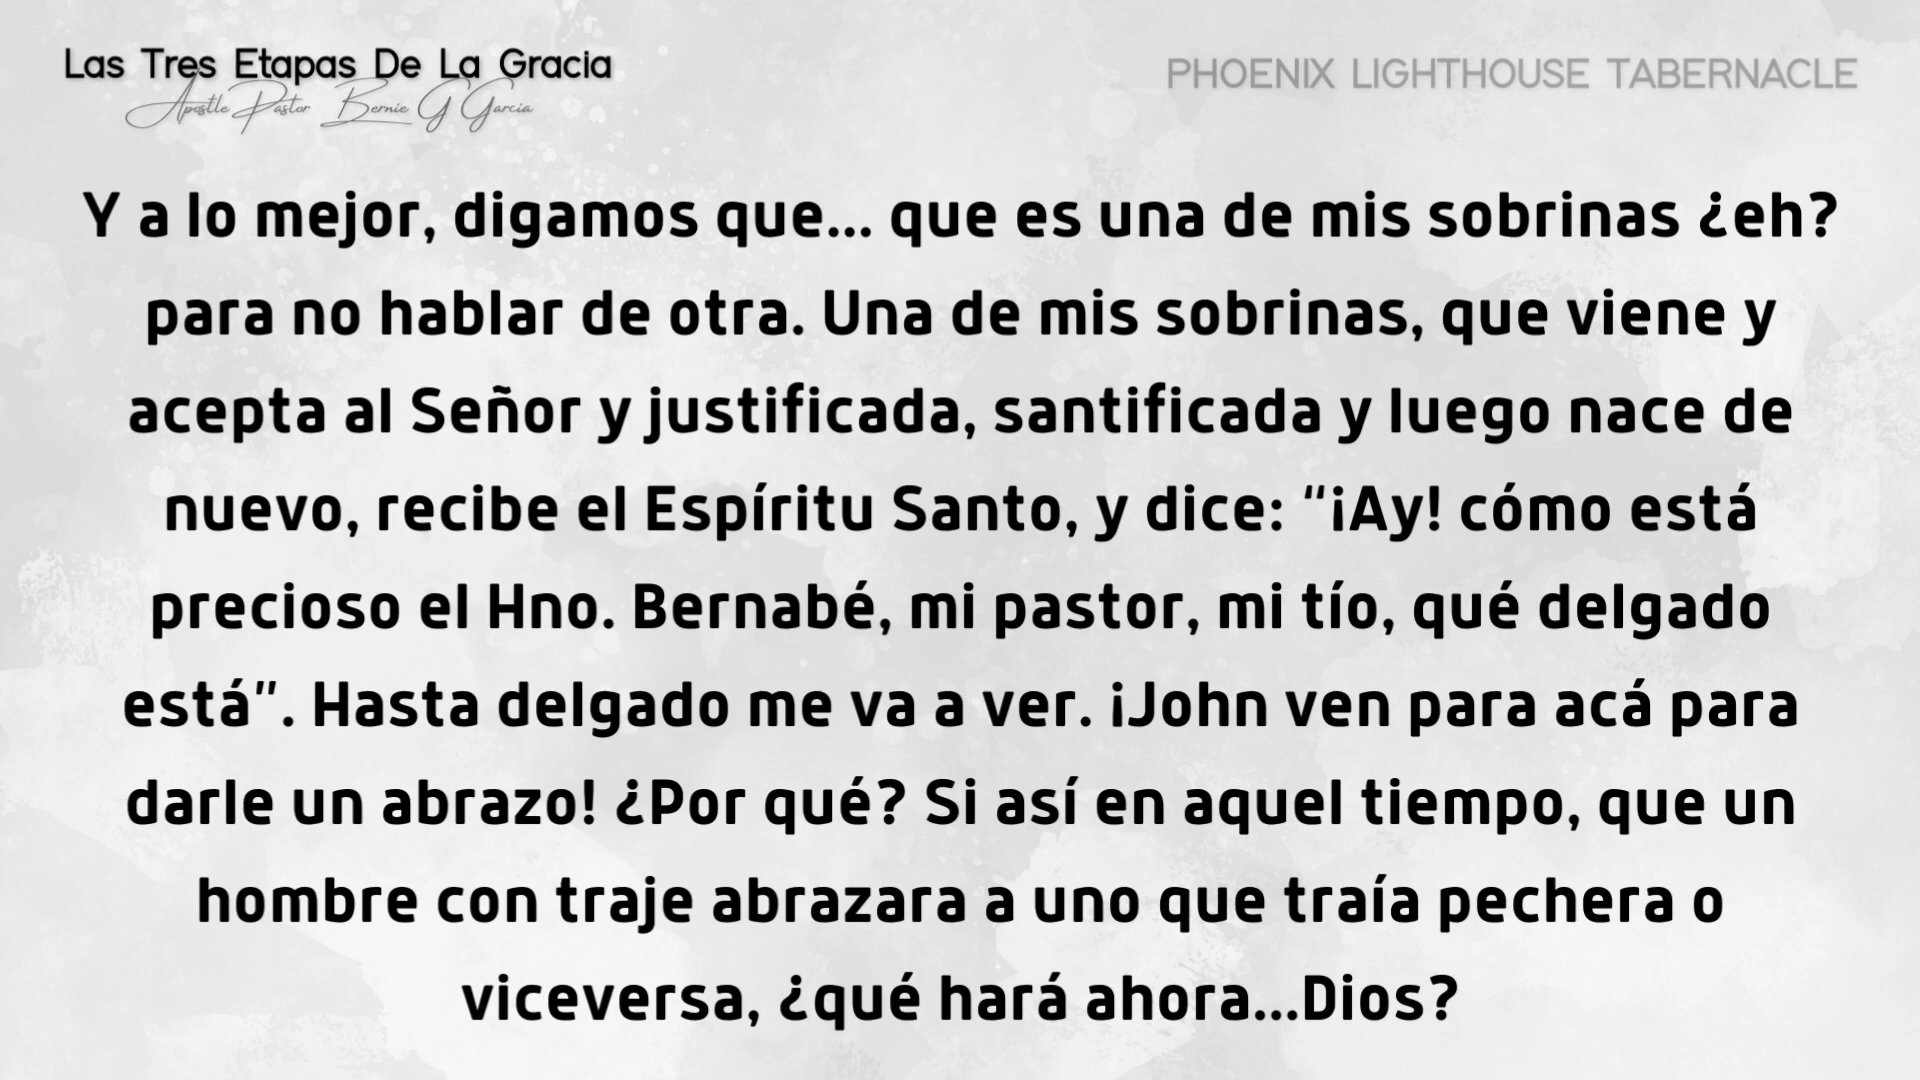 Las Tres Etapas De La Gracia
Apostle Pastor Bernie G Garcia
PHOENIX LIGHTHOUSE TABERNACLE
Y a lo mejor, digamos que... que es una de mis sobrinas ¿eh?
para no hablar de otra. Una de mis sobrinas, que viene y
acepta al Señor y justificada, santificada y luego nace de
nuevo, recibe el Espíritu Santo, y dice: “¡Ay! cómo está
precioso el Hno. Bernabé, mi pastor, mi tío, qué delgado
está”. Hasta delgado me va a ver. ¡John ven para acá para
darle un abrazo! ¿Por qué? Si así en aquel tiempo, que un
hombre con traje abrazara a uno que traía pechera o
viceversa, ¿qué hará ahora...Dios?